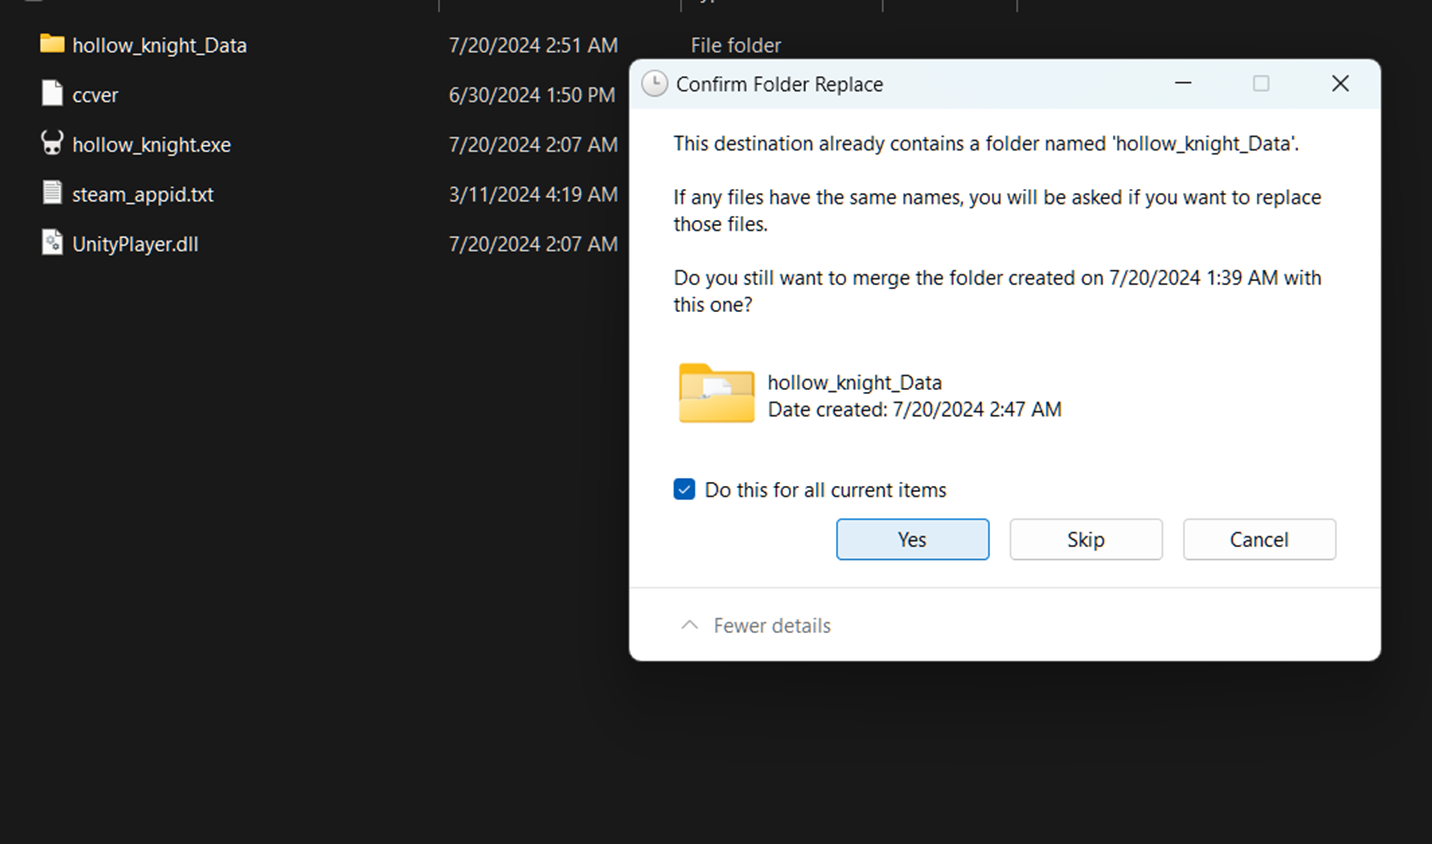 hollow_knight_Data 7/20/2024 2:51 AM File folder
ccver 6/30/2024 1:50 PM
hollow_knight.exe 7/20/2024 2:07 AM
steam_appid.txt 3/11/2024 4:19 AM
UnityPlayer.dll 7/20/2024 2:07 AM
Confirm Folder Replace
This destination already contains a folder named 'hollow_knight_Data'.
If any files have the same names, you will be asked if you want to replace
those files.
Do you still want to merge the folder created on 7/20/2024 1:39 AM with
this one?
hollow_knight_Data
Date created: 7/20/2024 2:47 AM
Do this for all current items
Yes Skip Cancel
Fewer details